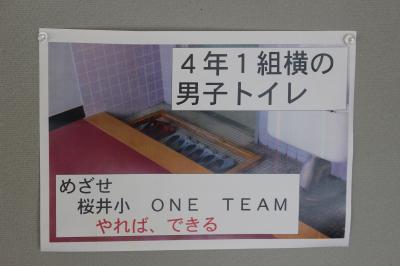 ４年１組横の
男子トイレ
めざせ
桜井小　ＯＮＥ　ＴＥＡＭ
やれば、できる